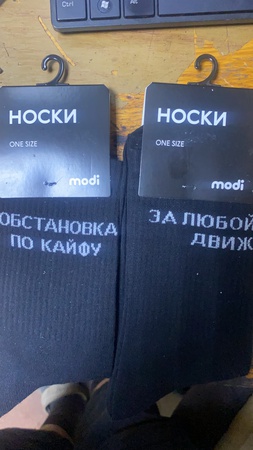 НОСКИ
ONE SIZE
modi
ОБСТАНОВКА
ПО КАЙФУ
НОСКИ
ONE SIZE
modi
ЗА ЛЮБОЙ
ДВИЖ